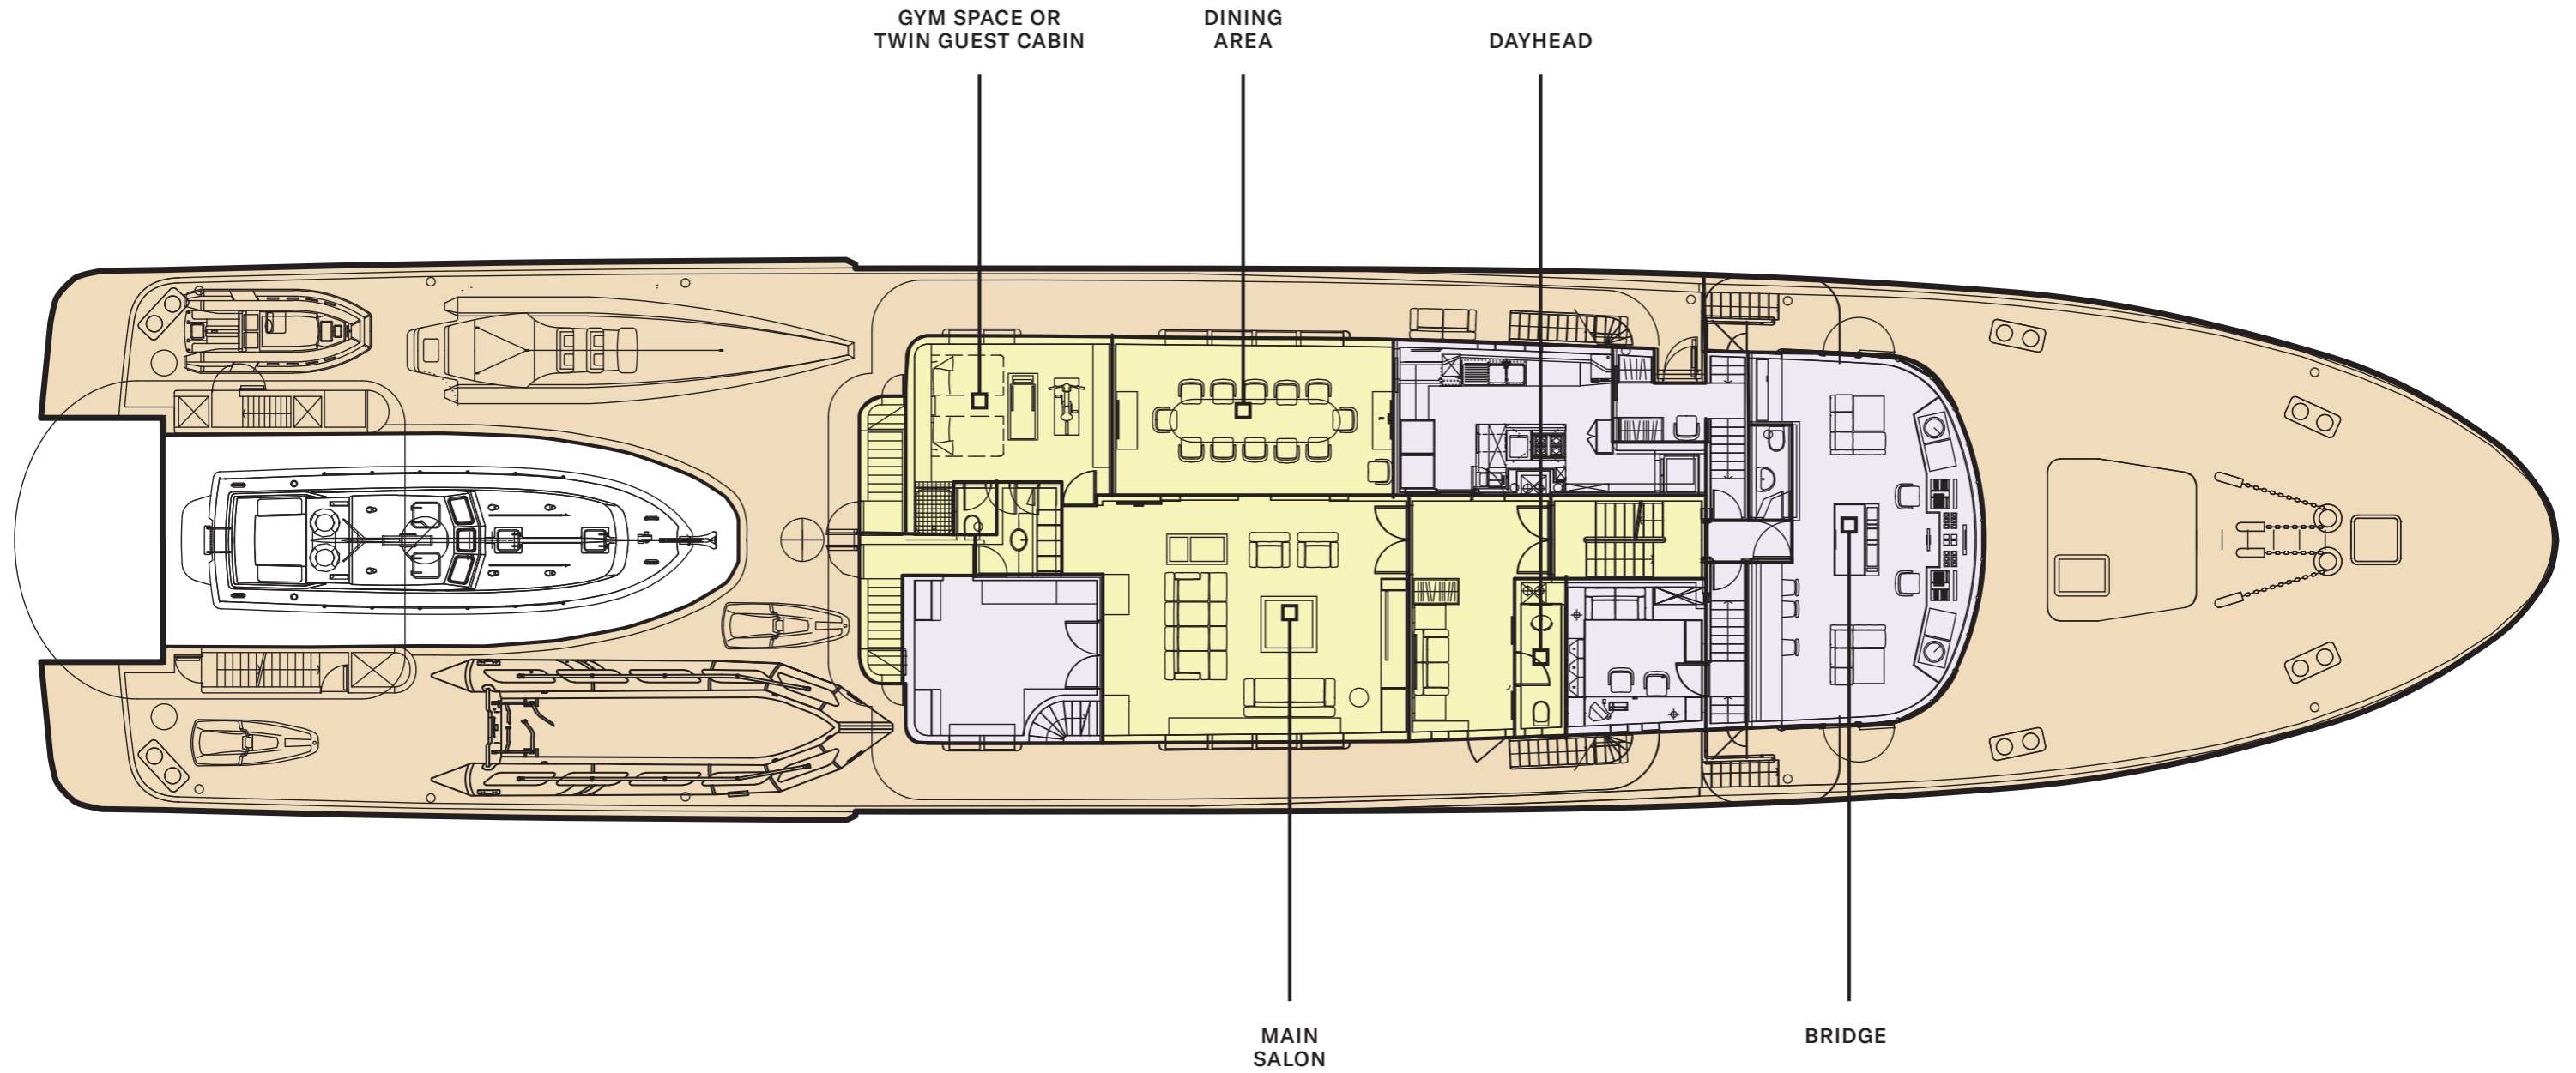 GYM SPACE OR
TWIN GUEST CABIN
DINING
AREA
DAYHEAD
MAIN
SALON
BRIDGE